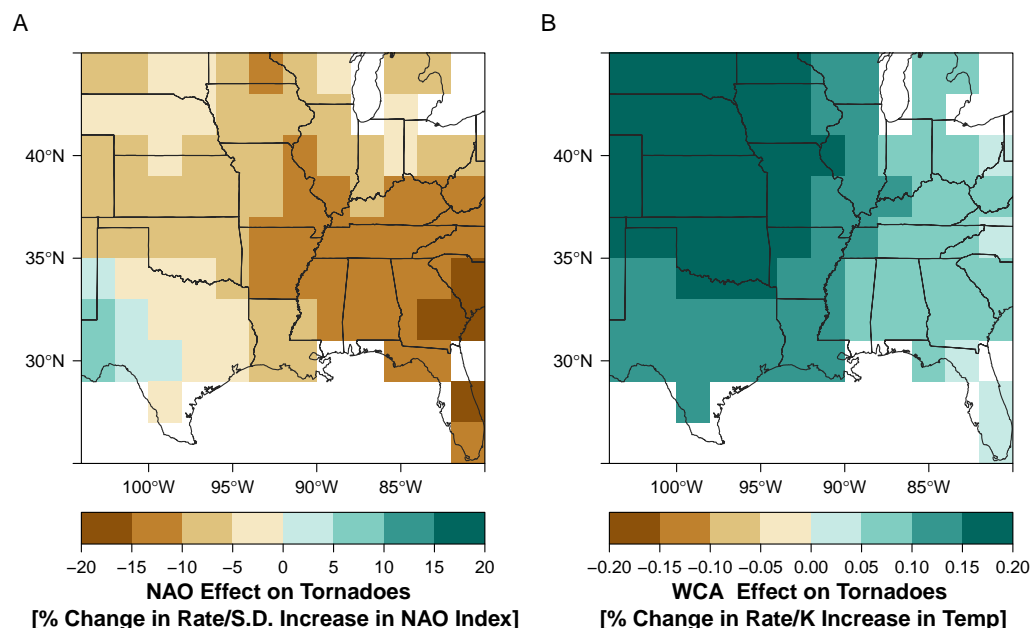 A
40°N
35°N
30°N
100°W 95°W 90°W 85°W
−20 −15 −10 −5 0 5 10 15 20
NAO Effect on Tornadoes
[% Change in Rate/S.D. Increase in NAO Index]
B
40°N
35°N
30°N
100°W 95°W 90°W 85°W
−0.20 −0.15 −0.10 −0.05 0.00 0.05 0.10 0.15 0.20
WCA Effect on Tornadoes
[% Change in Rate/K Increase in Temp]